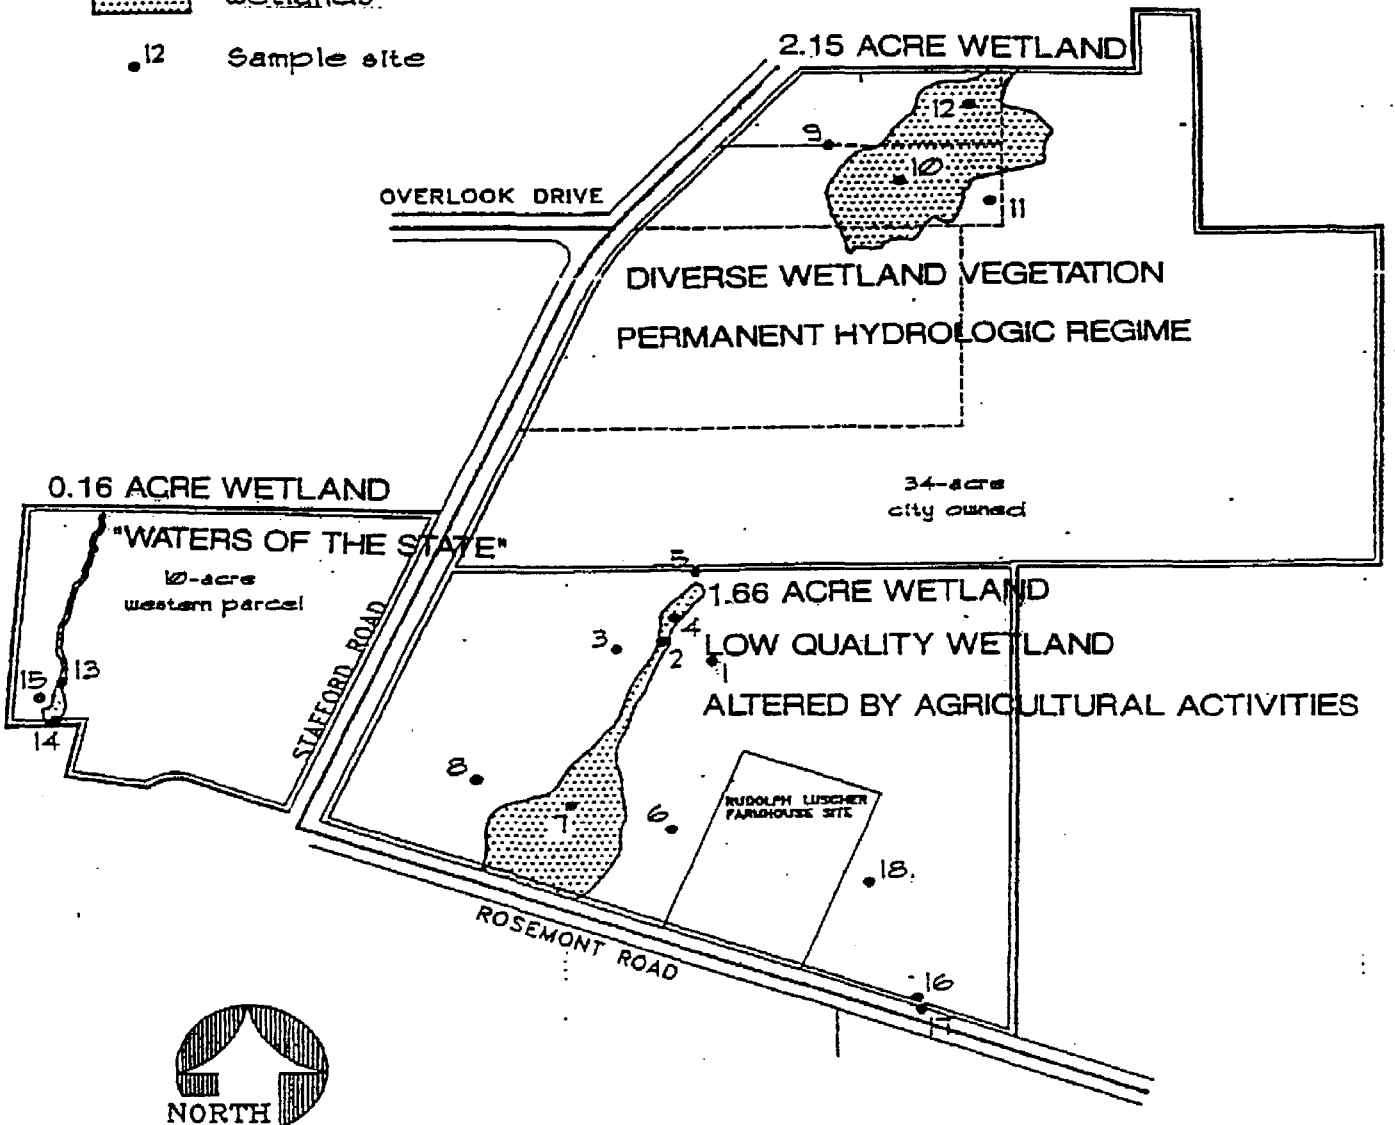 wetlands
12 Sample site
2.15 ACRE WETLAND
12
9
10
11
OVERLOOK DRIVE
DIVERSE WETLAND VEGETATION
PERMANENT HYDROLOGIC REGIME
34-acre
city owned
0.16 ACRE WETLAND
"WATERS OF THE STATE"
10-acre
western parcel
STAFFORD ROAD
13
15
14
5
1.66 ACRE WETLAND
4
3
2
LOW QUALITY WETLAND
1
ALTERED BY AGRICULTURAL ACTIVITIES
8
7
6
RUDOLPH LUSCHER
FARMHOUSE SITE
18
ROSEMONT ROAD
16
17
NORTH